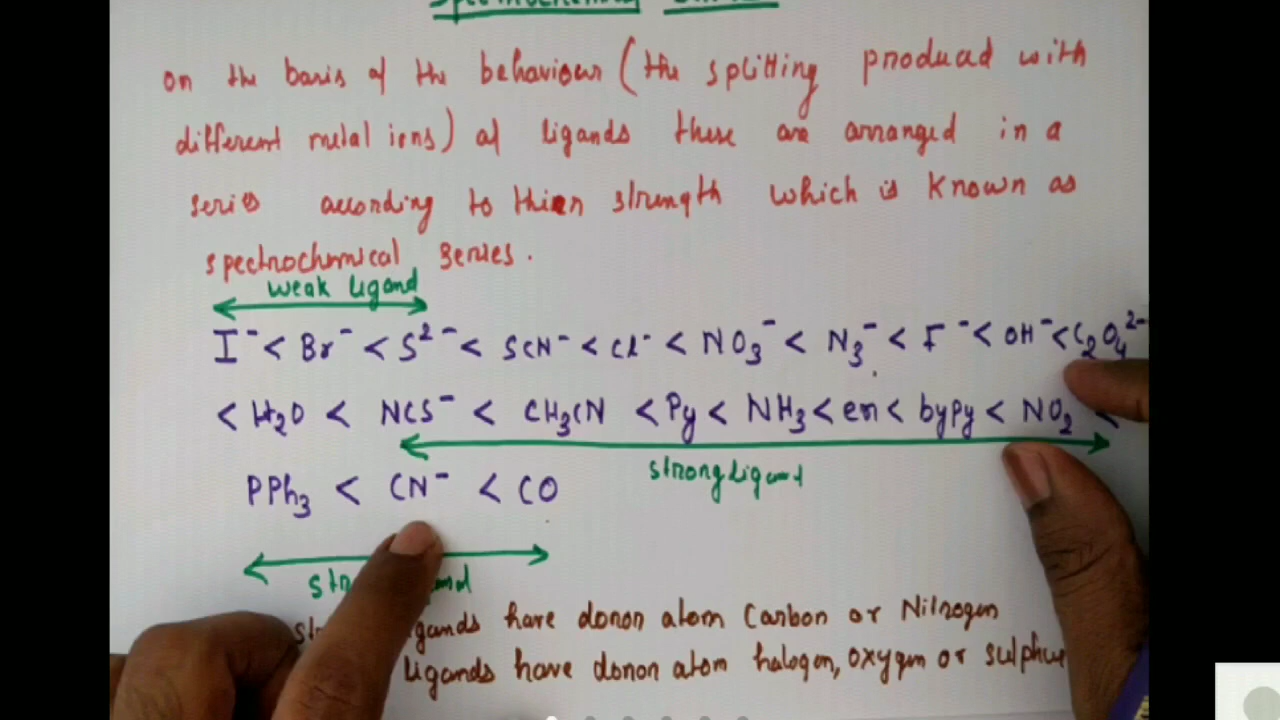 on the basis of the behaviour (the splitting produced with
different metal ions) of ligands these are arranged in a
series according to their strength which is known as
spectrochemical series.
weak ligand
I⁻ < Br⁻ < S²⁻ < SCN⁻ < Cl⁻ < NO₃⁻ < N₃⁻ < F⁻ < OH⁻ < C₂O₄²⁻
< H₂O < NCS⁻ < CH₃CN < Py < NH₃ < en < bypy < NO₂ <
strong ligand
PPh₃ < CN⁻ < CO
ligands have donor atom Carbon or Nitrogen
ligands have donor atom halogen, oxygen or sulphur